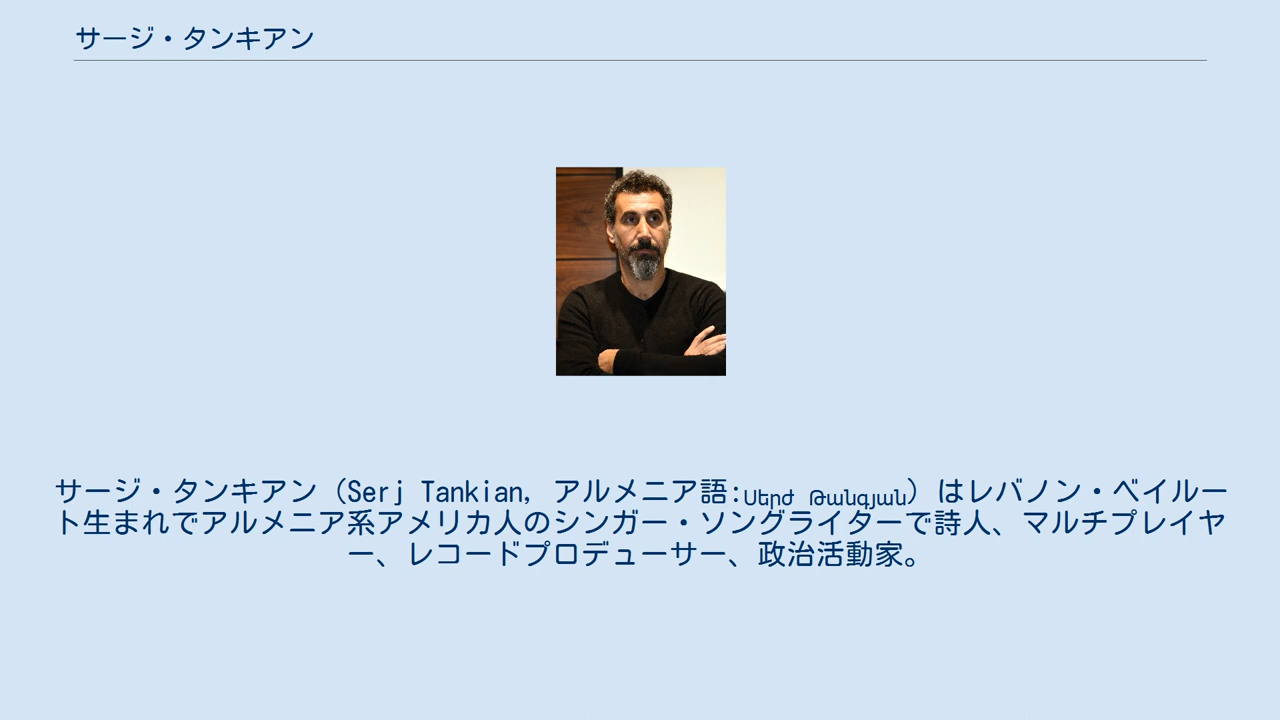 サージ・タンキアン
サージ・タンキアン（Serj Tankian, アルメニア語:Սերժ Թանգյան）はレバノン・ベイルー
ト生まれでアルメニア系アメリカ人のシンガー・ソングライターで詩人、マルチプレイヤ
ー、レコードプロデューサー、政治活動家。